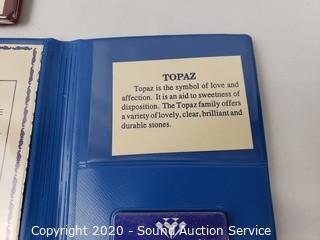 TOPAZ
Topaz is the symbol of love and
affection. It is an aid to sweetness of
disposition. The Topaz family offers
a variety of lovely, clear, brilliant and
durable stones.
Copyright 2020 - Sound Auction Service